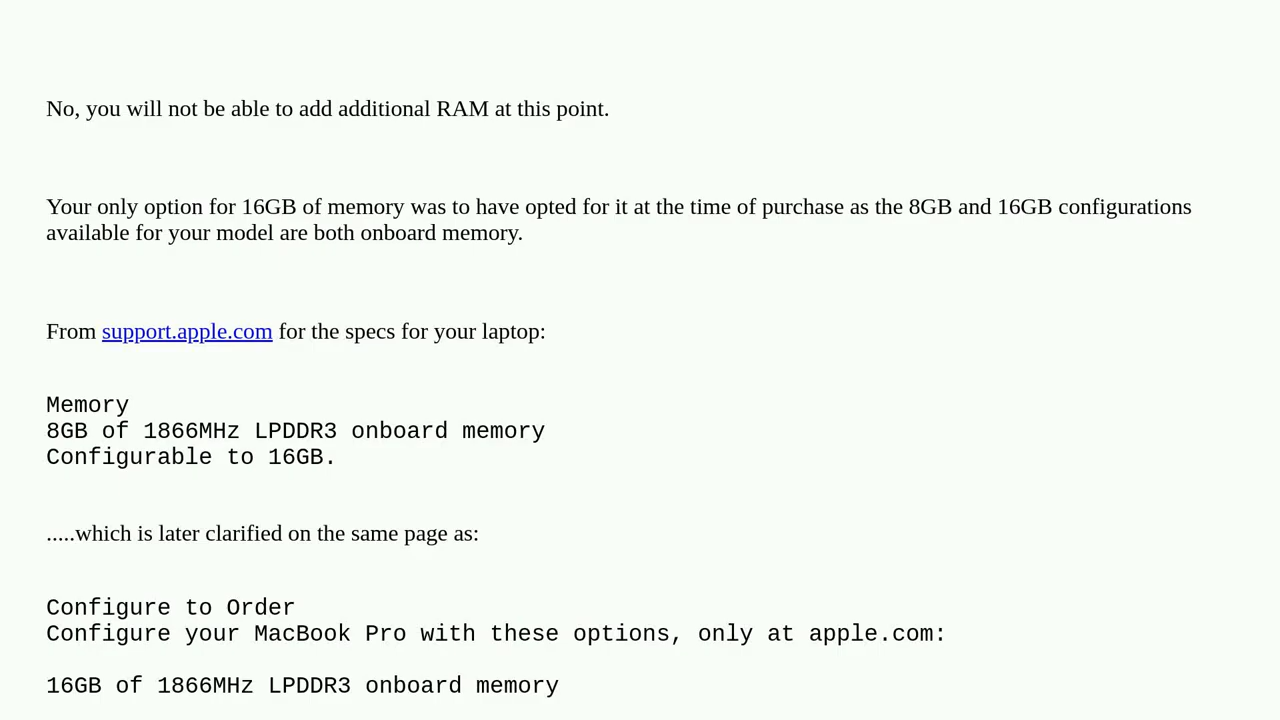 No, you will not be able to add additional RAM at this point.
Your only option for 16GB of memory was to have opted for it at the time of purchase as the 8GB and 16GB configurations
available for your model are both onboard memory.
From support.apple.com for the specs for your laptop:
Memory
8GB of 1866MHz LPDDR3 onboard memory
Configurable to 16GB.
.....which is later clarified on the same page as:
Configure to Order
Configure your MacBook Pro with these options, only at apple.com:
16GB of 1866MHz LPDDR3 onboard memory